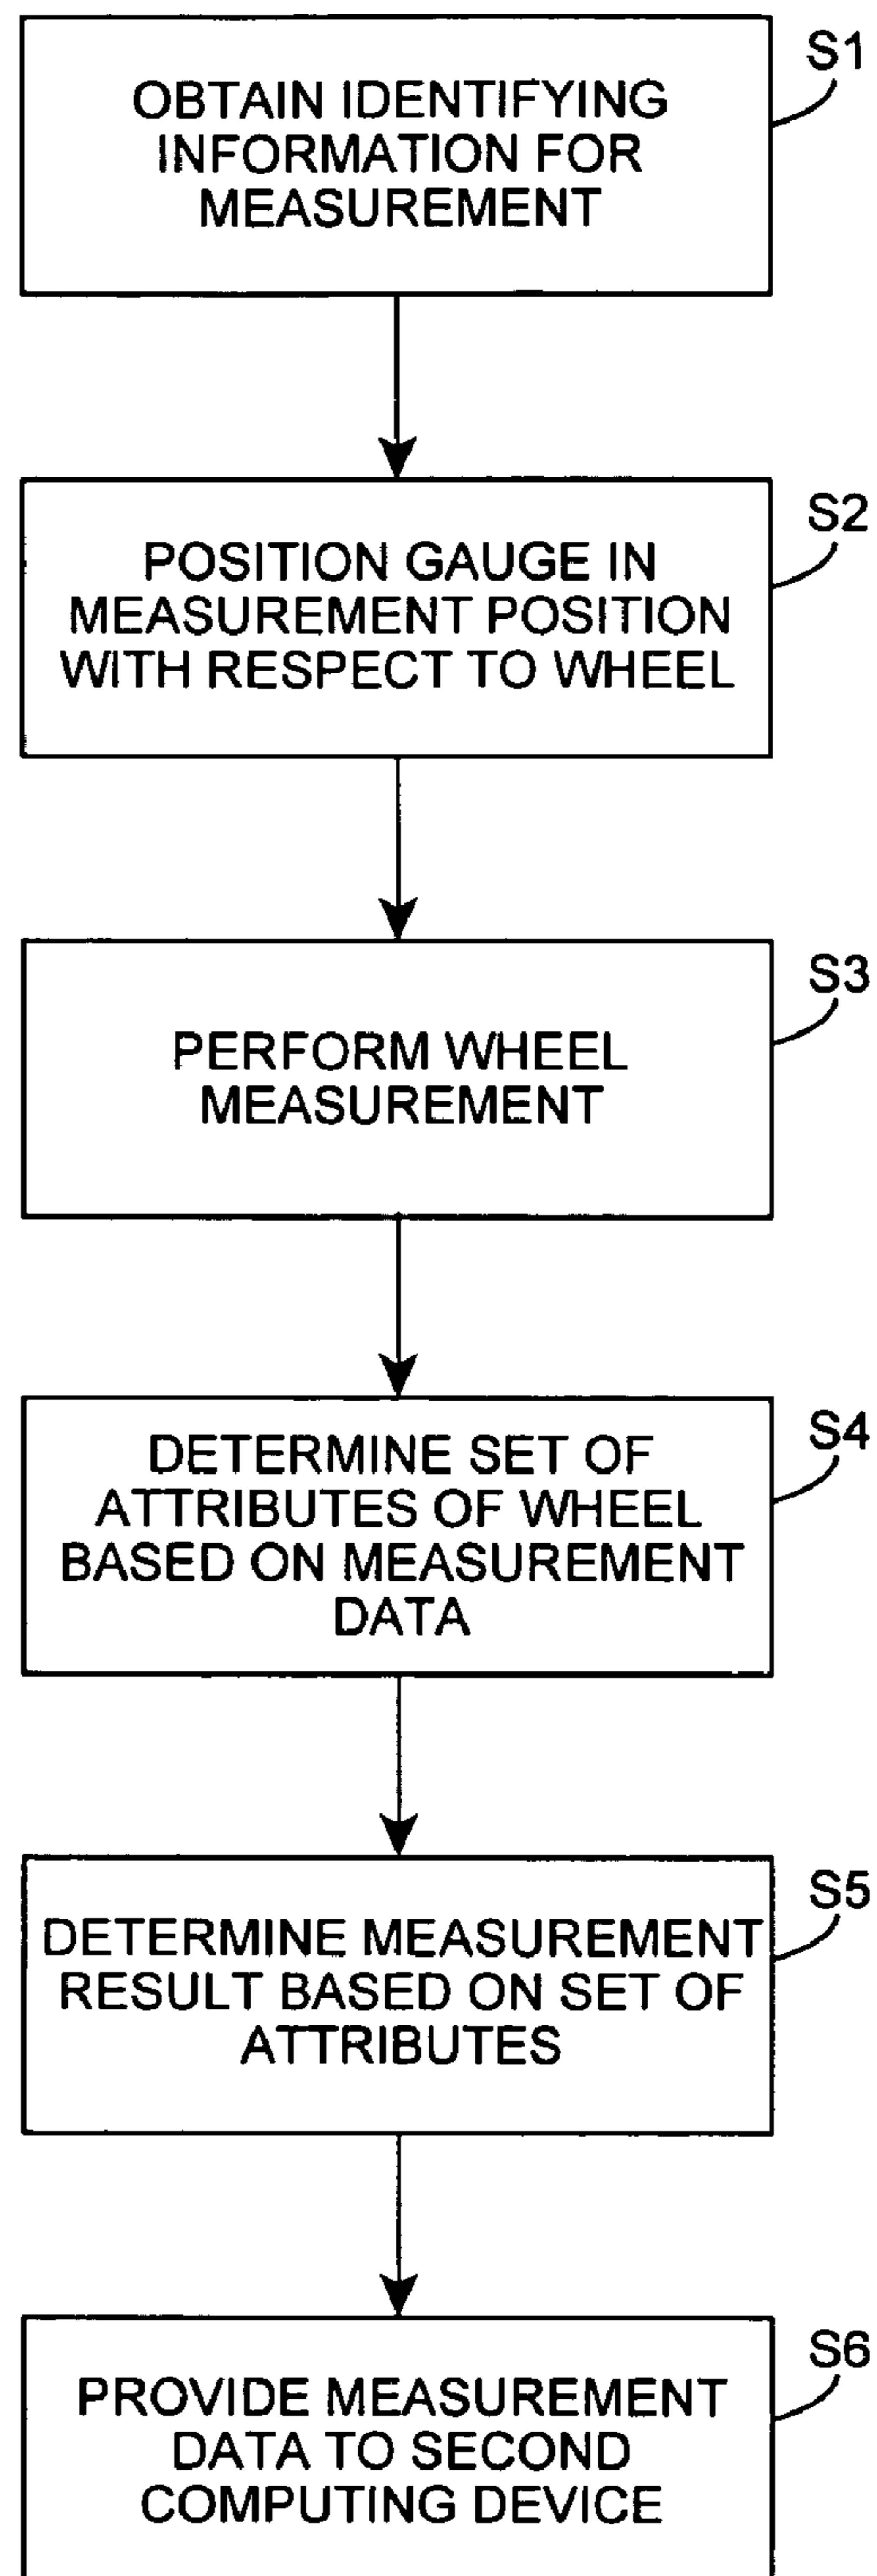 S1
OBTAIN IDENTIFYING
INFORMATION FOR
MEASUREMENT
S2
POSITION GAUGE IN
MEASUREMENT POSITION
WITH RESPECT TO WHEEL
S3
PERFORM WHEEL
MEASUREMENT
S4
DETERMINE SET OF
ATTRIBUTES OF WHEEL
BASED ON MEASUREMENT
DATA
S5
DETERMINE MEASUREMENT
RESULT BASED ON SET OF
ATTRIBUTES
S6
PROVIDE MEASUREMENT
DATA TO SECOND
COMPUTING DEVICE